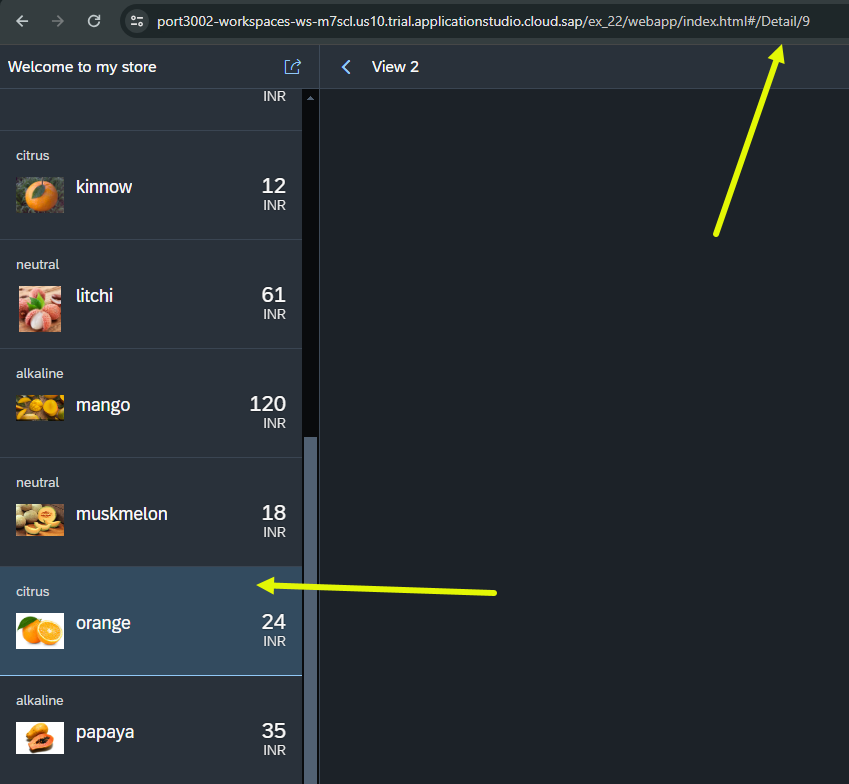 port3002-workspaces-ws-m7scl.us10.trial.applicationstudio.cloud.sap/ex_22/webapp/index.html#/Detail/9
Welcome to my store
View 2
INR
citrus
kinnow
12
INR
neutral
litchi
61
INR
alkaline
mango
120
INR
neutral
muskmelon
18
INR
citrus
orange
24
INR
alkaline
papaya
35
INR